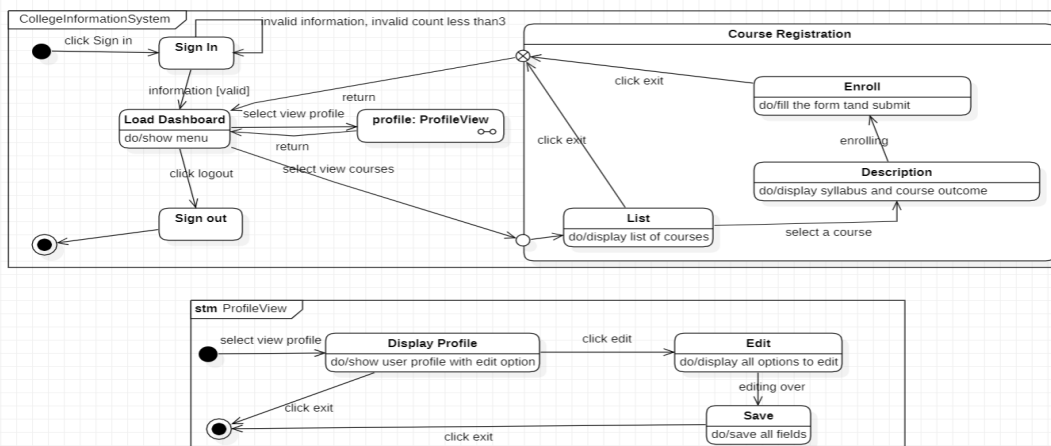 CollegeInformationSystem
invalid information, invalid count less than3
click Sign in
Sign In
Course Registration
information [valid]
return
click exit
Enroll
do/fill the form tand submit
Load Dashboard
do/show menu
select view profile
profile: ProfileView
return
click exit
enrolling
click logout
select view courses
Description
do/display syllabus and course outcome
Sign out
List
do/display list of courses
select a course
stm ProfileView
select view profile
Display Profile
do/show user profile with edit option
click edit
Edit
do/display all options to edit
editing over
click exit
Save
do/save all fields
click exit